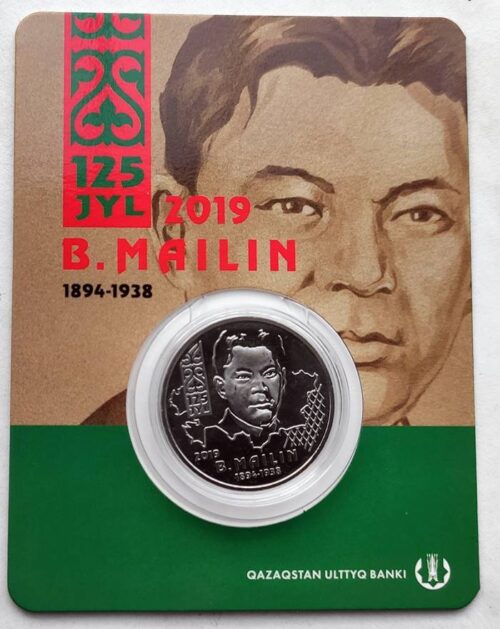 125
JYL 2019
B. MAILIN
1894-1938
2019
B. MAILIN
1894-1938
QAZAQSTAN ULTTYQ BANKI